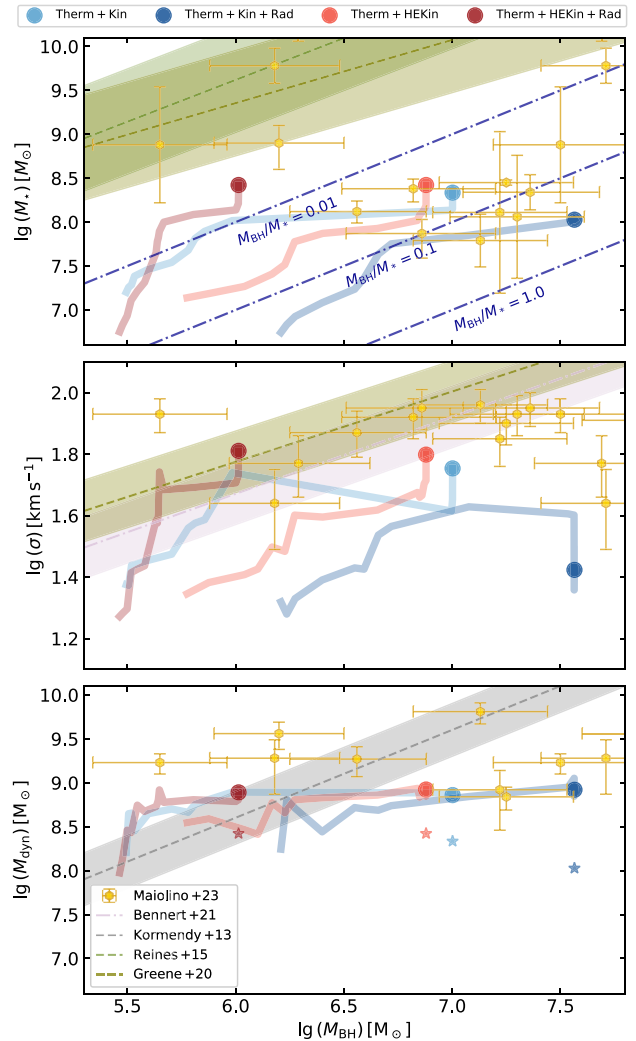 Therm+Kin Therm+Kin+Rad Therm+HEKin Therm+HEKin+Rad
10.0
9.5
9.0
8.5
8.0
7.5
7.0
lg (M⋆) [M⊙]
M_BH/M_* = 0.01
M_BH/M_* = 0.1
M_BH/M_* = 1.0
2.0
1.8
1.6
1.4
1.2
lg (σ) [km s⁻¹]
10.0
9.5
9.0
8.5
8.0
7.5
7.0
lg (M_dyn) [M⊙]
Maiolino+23
Bennert+21
Kormendy+13
Reines+15
Greene+20
5.5 6.0 6.5 7.0 7.5
lg (M_BH) [M⊙]